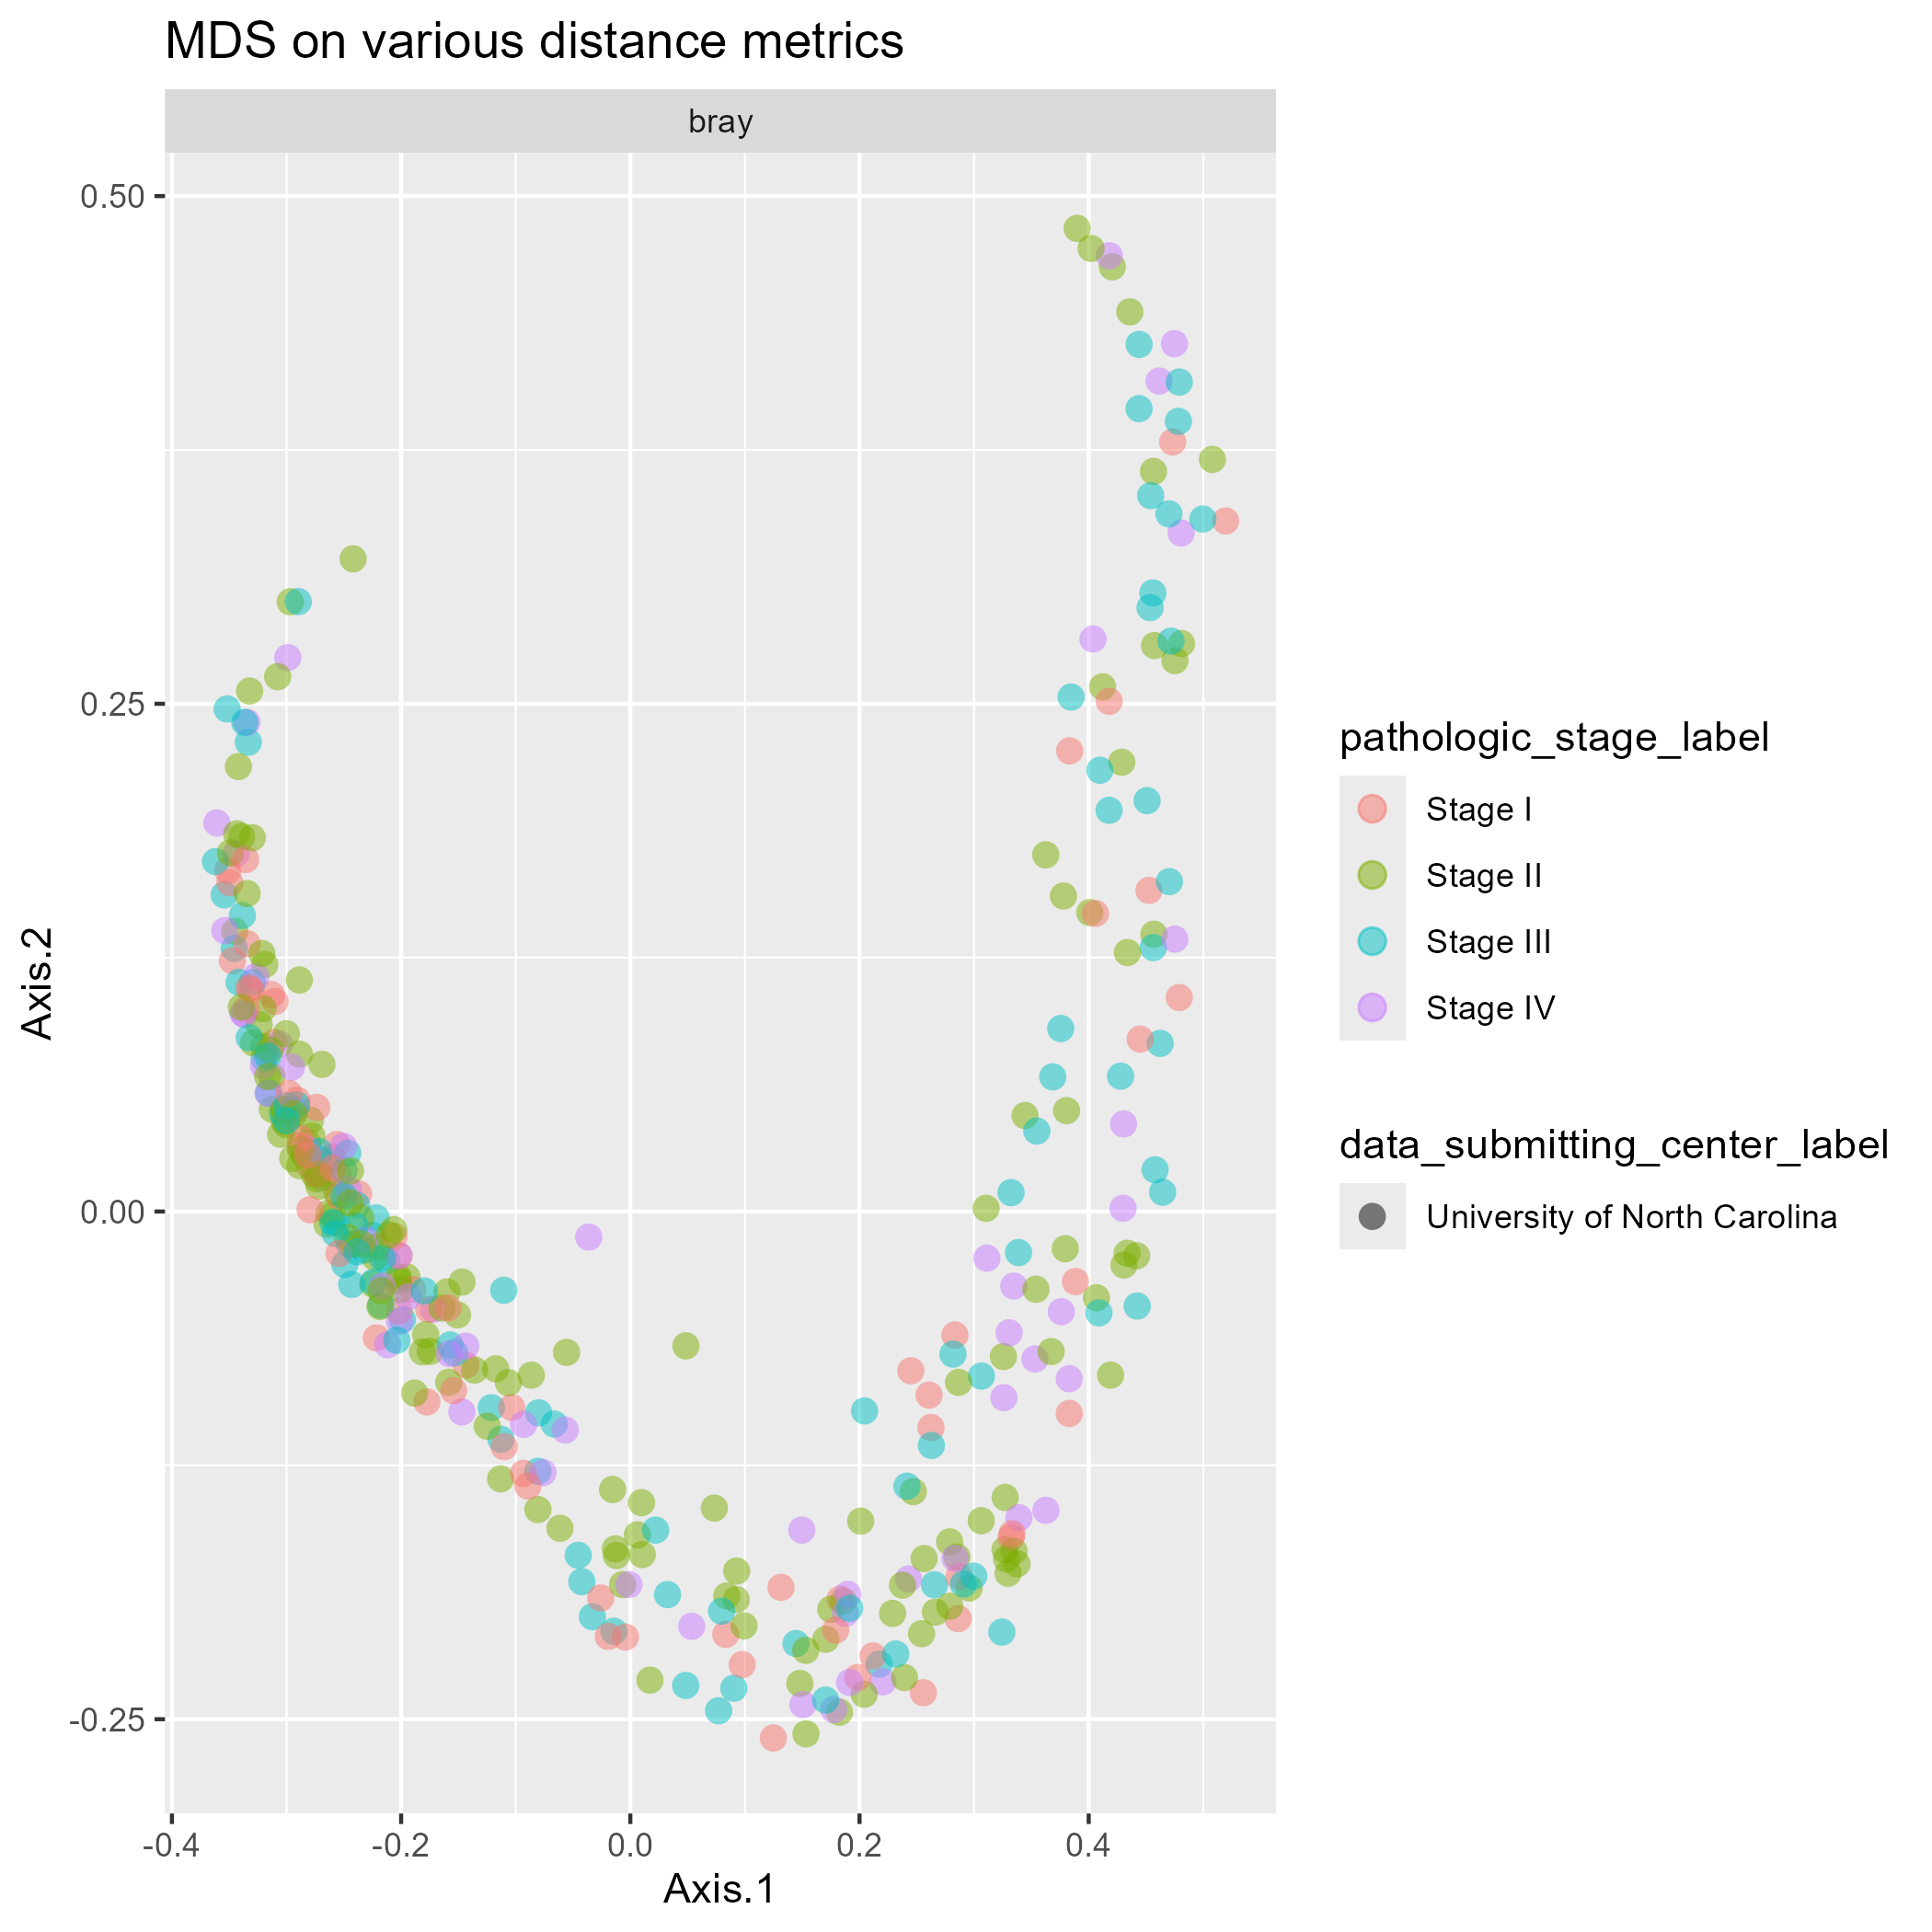 MDS on various distance metrics
bray
0.50
0.25
0.00
-0.25
Axis.2
-0.4
-0.2
0.0
0.2
0.4
Axis.1
pathologic_stage_label
Stage I
Stage II
Stage III
Stage IV
data_submitting_center_label
University of North Carolina